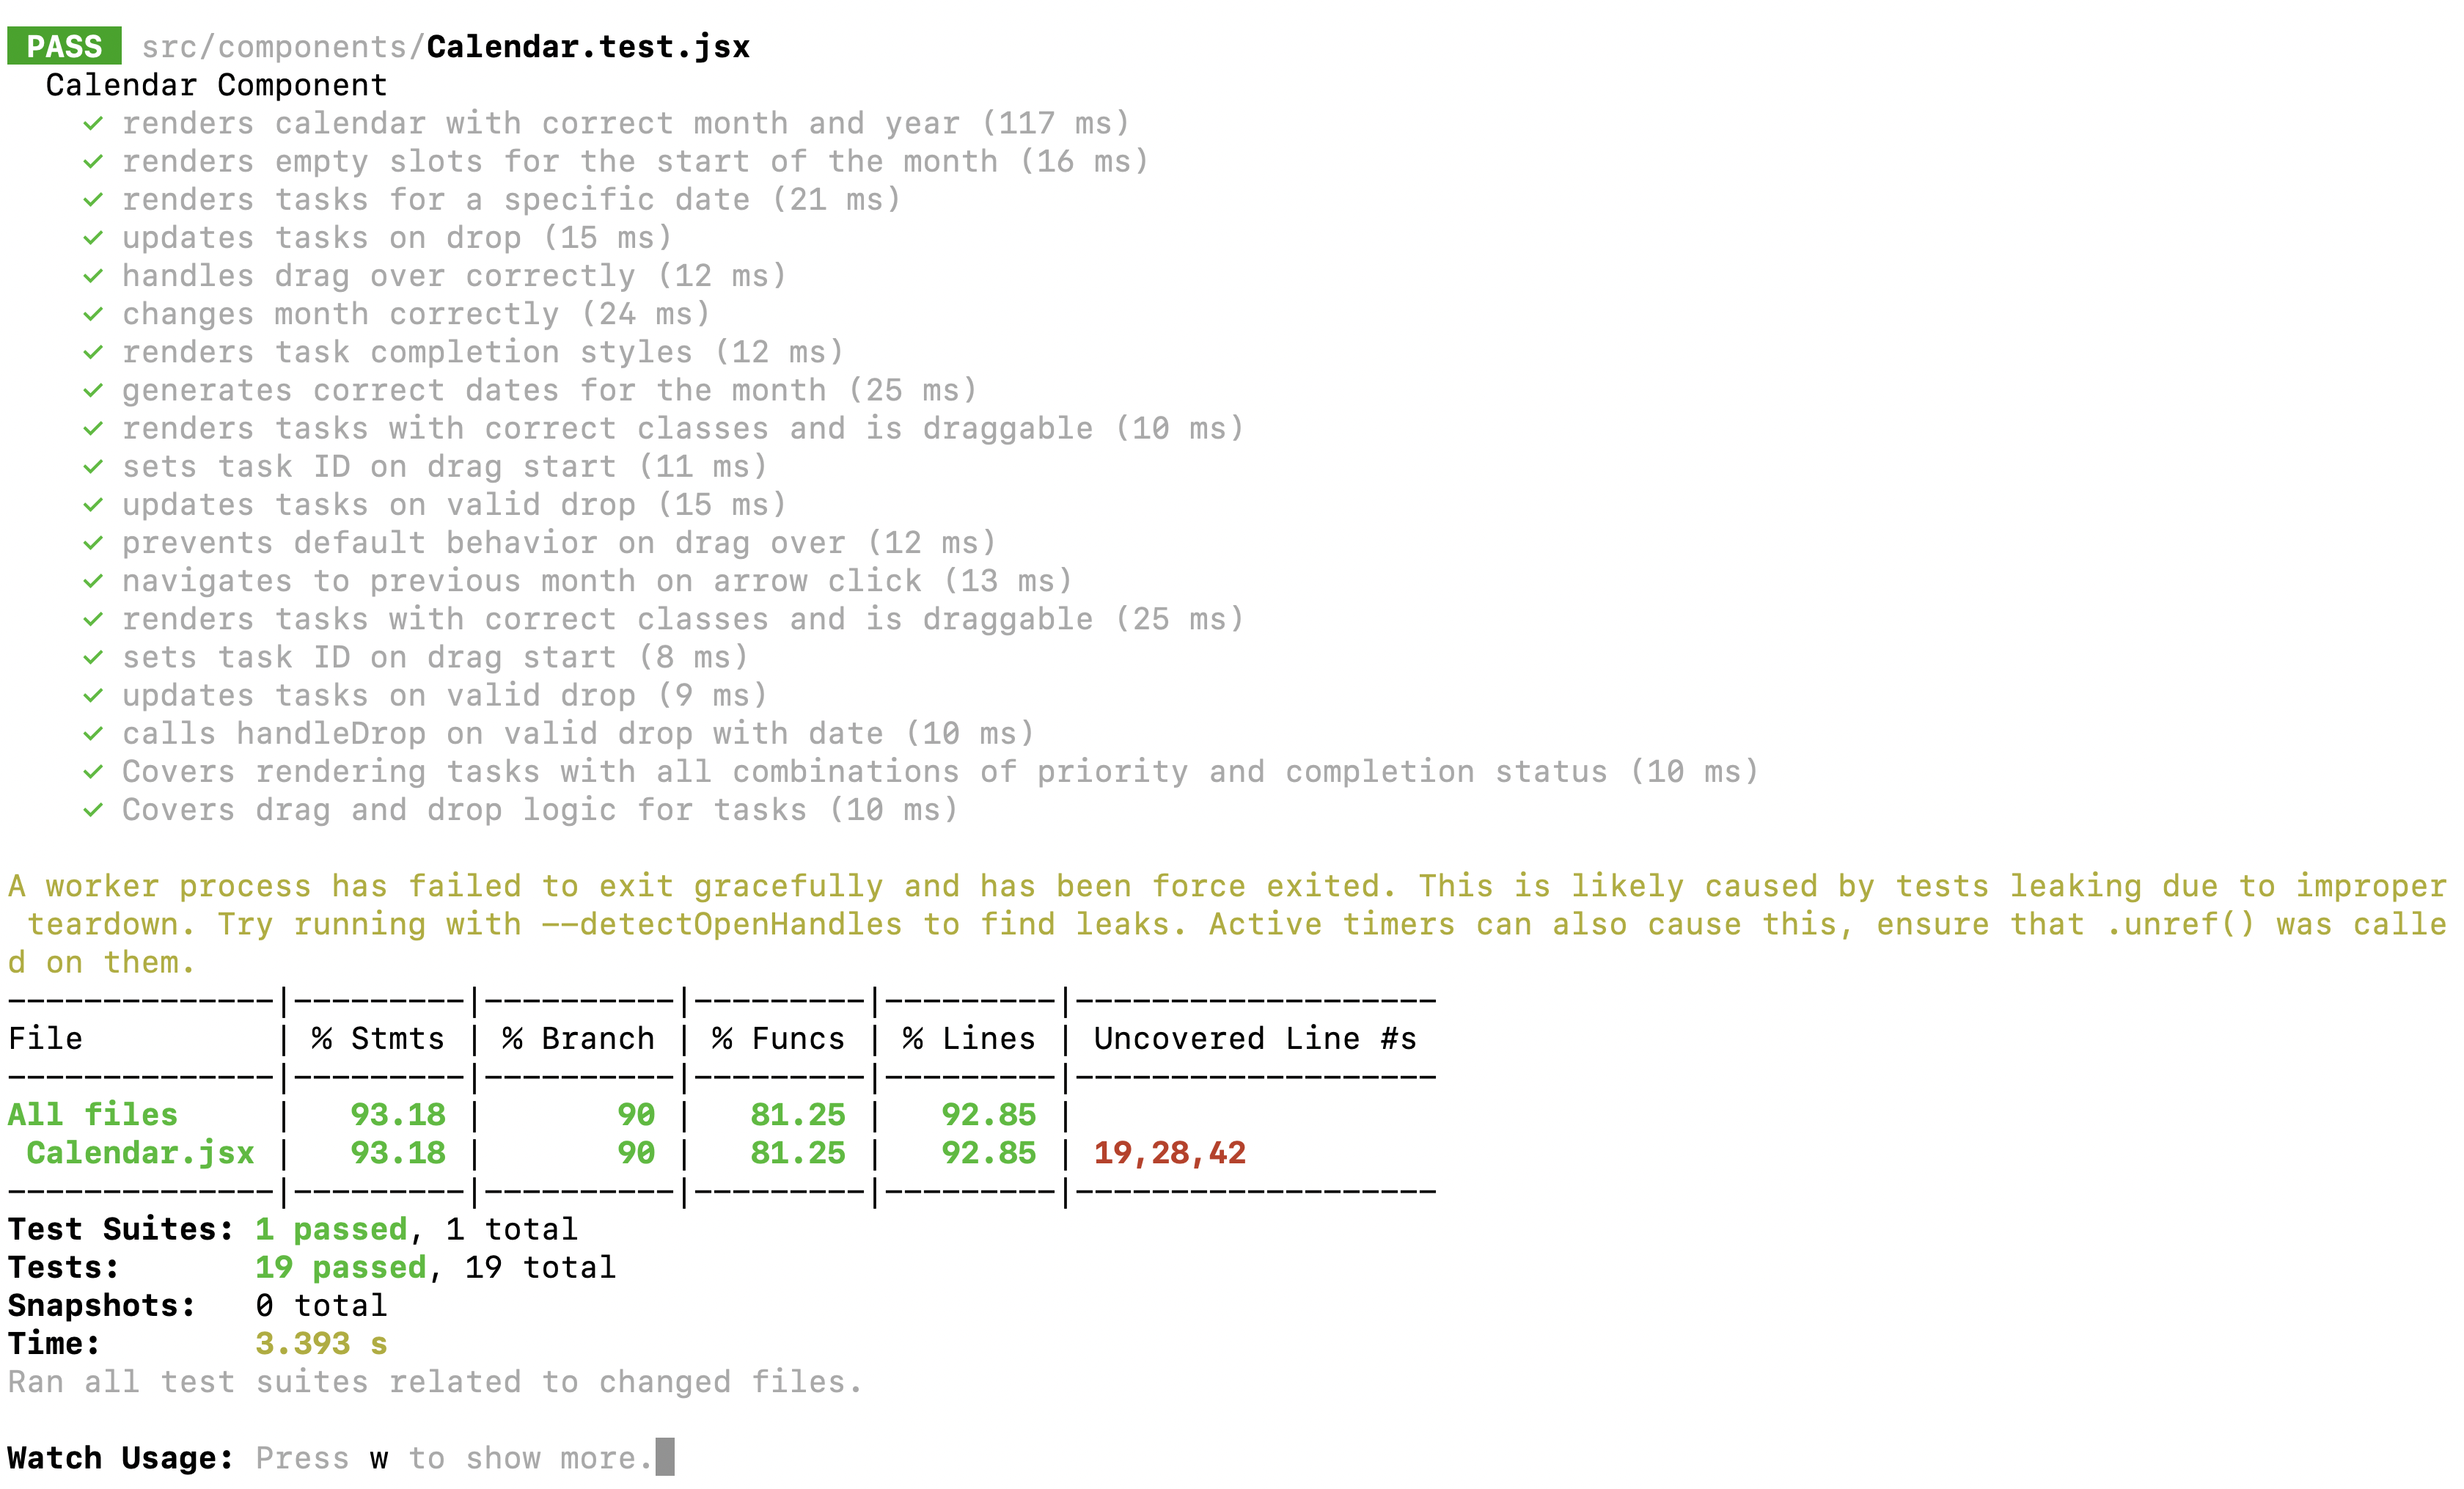 PASS src/components/Calendar.test.jsx
Calendar Component
✓ renders calendar with correct month and year (117 ms)
✓ renders empty slots for the start of the month (16 ms)
✓ renders tasks for a specific date (21 ms)
✓ updates tasks on drop (15 ms)
✓ handles drag over correctly (12 ms)
✓ changes month correctly (24 ms)
✓ renders task completion styles (12 ms)
✓ generates correct dates for the month (25 ms)
✓ renders tasks with correct classes and is draggable (10 ms)
✓ sets task ID on drag start (11 ms)
✓ updates tasks on valid drop (15 ms)
✓ prevents default behavior on drag over (12 ms)
✓ navigates to previous month on arrow click (13 ms)
✓ renders tasks with correct classes and is draggable (25 ms)
✓ sets task ID on drag start (8 ms)
✓ updates tasks on valid drop (9 ms)
✓ calls handleDrop on valid drop with date (10 ms)
✓ Covers rendering tasks with all combinations of priority and completion status (10 ms)
✓ Covers drag and drop logic for tasks (10 ms)
A worker process has failed to exit gracefully and has been force exited. This is likely caused by tests leaking due to improper
teardown. Try running with --detectOpenHandles to find leaks. Active timers can also cause this, ensure that .unref() was calle
d on them.
--------------|---------|----------|---------|---------|-------------------
File          | % Stmts | % Branch | % Funcs | % Lines | Uncovered Line #s
--------------|---------|----------|---------|---------|-------------------
All files     |   93.18 |       90 |   81.25 |   92.85 |
 Calendar.jsx |   93.18 |       90 |   81.25 |   92.85 | 19,28,42
--------------|---------|----------|---------|---------|-------------------
Test Suites: 1 passed, 1 total
Tests:       19 passed, 19 total
Snapshots:   0 total
Time:        3.393 s
Ran all test suites related to changed files.
Watch Usage: Press w to show more.